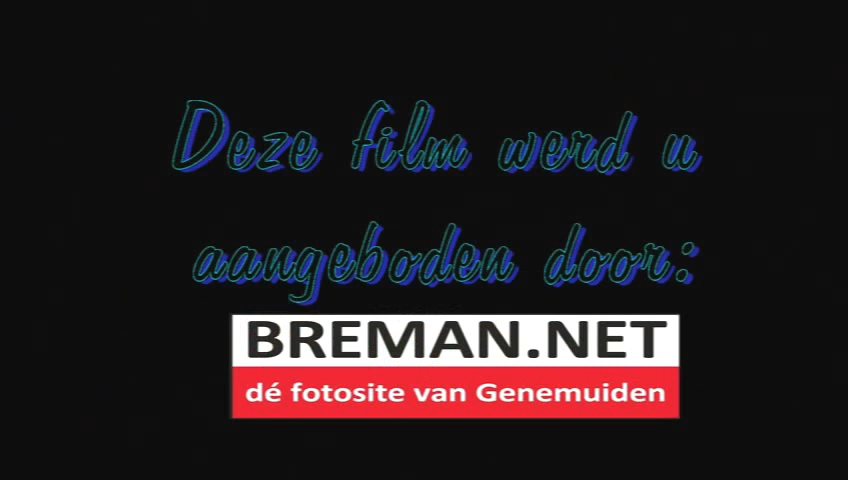 Deze film werd u
aangeboden door:
BREMAN.NET
dé fotosite van Genemuiden